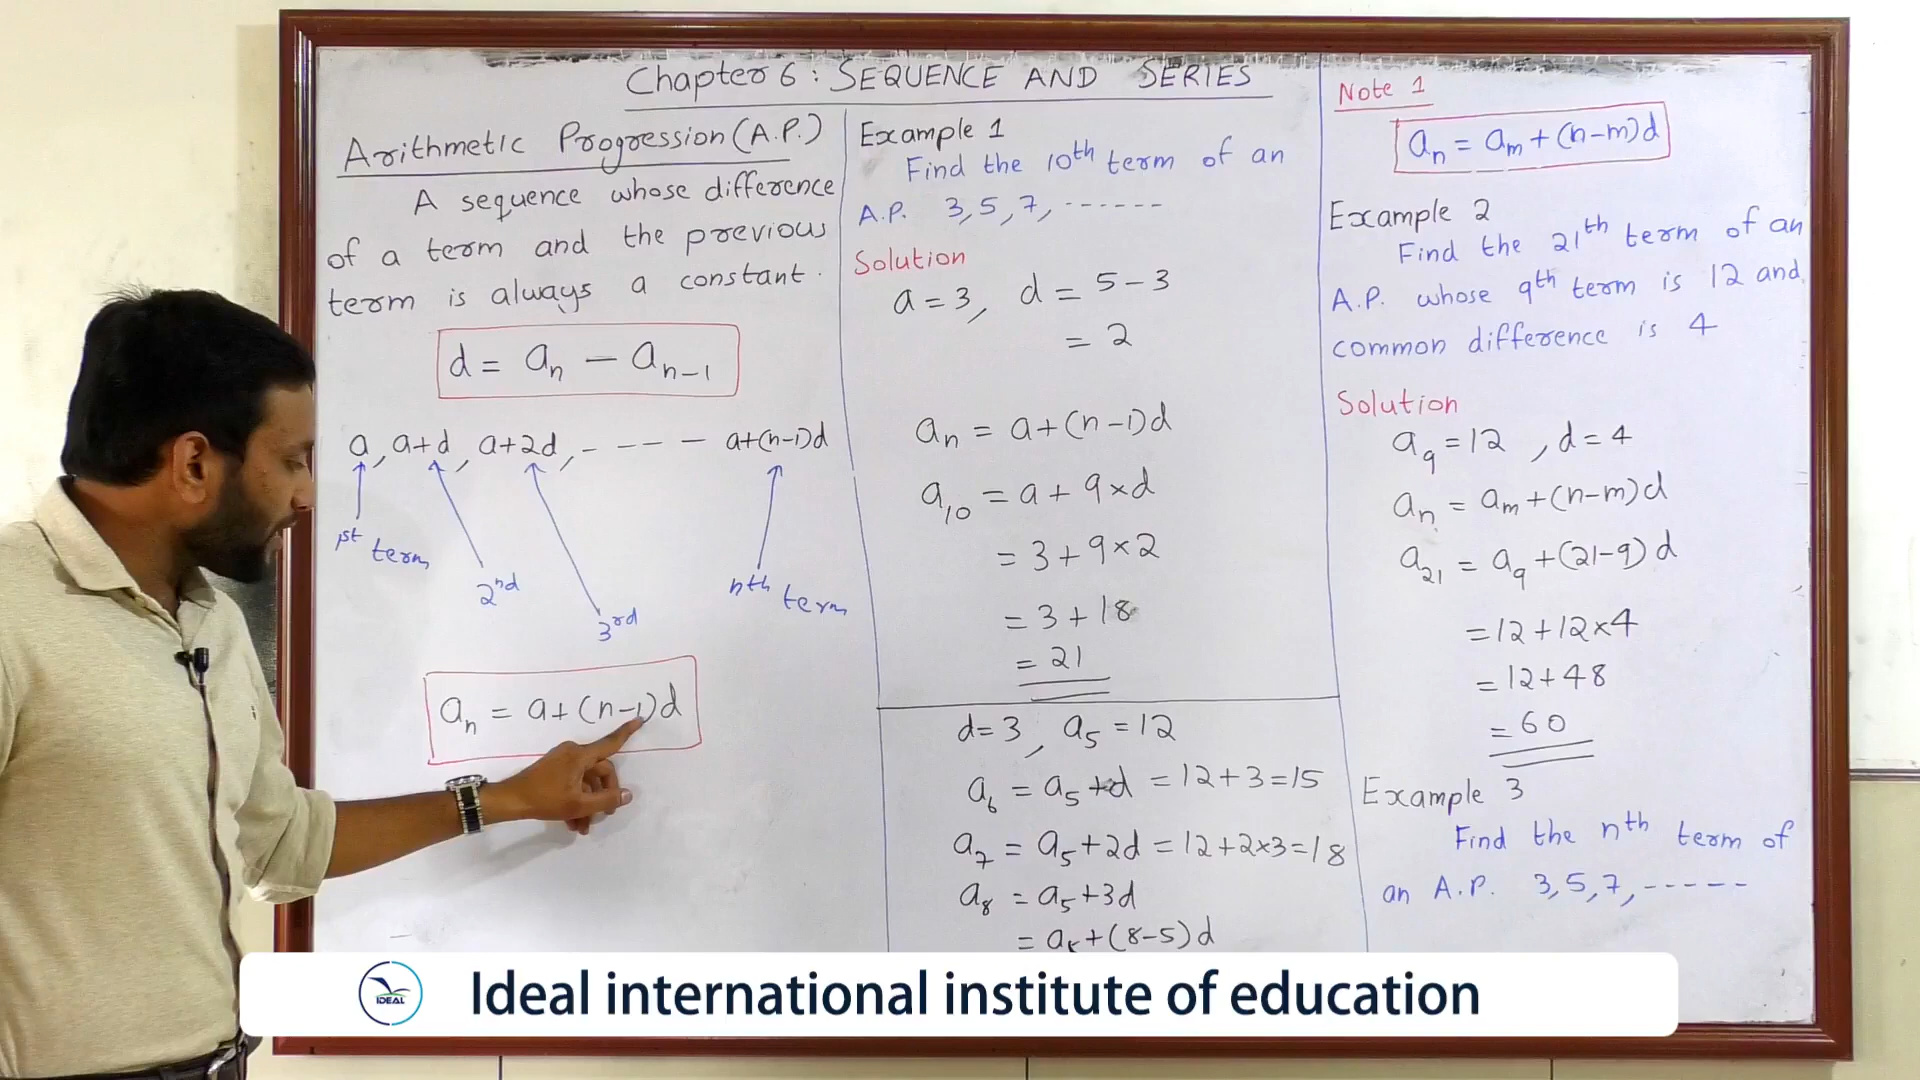 Chapter 6 : SEQUENCE AND SERIES
Arithmetic Progression (A.P.)
A sequence whose difference
of a term and the previous
term is always a constant.
d = aₙ − aₙ₋₁
a, a+d, a+2d, - - - - a+(n-1)d
1st term
2nd
3rd
nth term
aₙ = a+(n-1)d
Example 1
Find the 10th term of an
A.P. 3, 5, 7, ------
Solution
a = 3, d = 5 - 3
= 2
aₙ = a+(n-1)d
a₁₀ = a + 9×d
= 3 + 9×2
= 3 + 18
= 21
d = 3, a₅ = 12
a₆ = a₅ + d = 12+3 = 15
a₇ = a₅ + 2d = 12+2×3 = 18
a₈ = a₅ + 3d
= a₅ + (8-5) d
Note 1
aₙ = aₘ + (n-m)d
Example 2
Find the 21th term of an
A.P. whose 9th term is 12 and
common difference is 4
Solution
a₉ = 12, d = 4
aₙ = aₘ + (n-m)d
a₂₁ = a₉ + (21-9) d
= 12 + 12×4
= 12 + 48
= 60
Example 3
Find the nth term of
an A.P. 3, 5, 7, -----
IDEAL
Ideal international institute of education